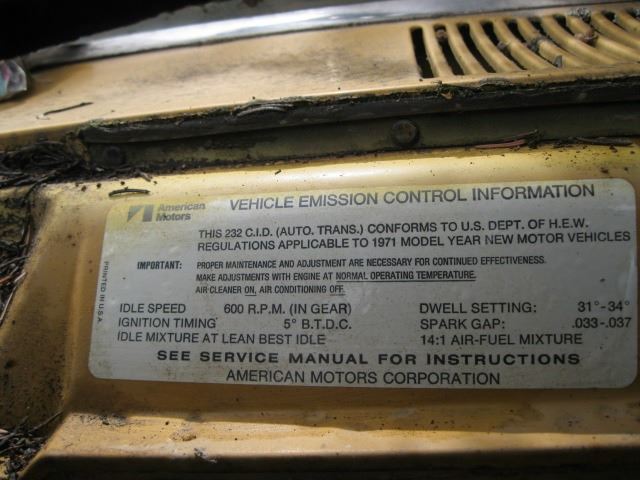 American
Motors
VEHICLE EMISSION CONTROL INFORMATION
THIS 232 C.I.D. (AUTO. TRANS.) CONFORMS TO U.S. DEPT. OF H.E.W.
REGULATIONS APPLICABLE TO 1971 MODEL YEAR NEW MOTOR VEHICLES
IMPORTANT: PROPER MAINTENANCE AND ADJUSTMENT ARE NECESSARY FOR CONTINUED EFFECTIVENESS.
MAKE ADJUSTMENTS WITH ENGINE AT NORMAL OPERATING TEMPERATURE.
AIR CLEANER ON, AIR CONDITIONING OFF.
PRINTED IN U.S.A.
IDLE SPEED 600 R.P.M. (IN GEAR) DWELL SETTING: 31°-34°
IGNITION TIMING 5° B.T.D.C. SPARK GAP: .033-.037
IDLE MIXTURE AT LEAN BEST IDLE 14:1 AIR-FUEL MIXTURE
SEE SERVICE MANUAL FOR INSTRUCTIONS
AMERICAN MOTORS CORPORATION